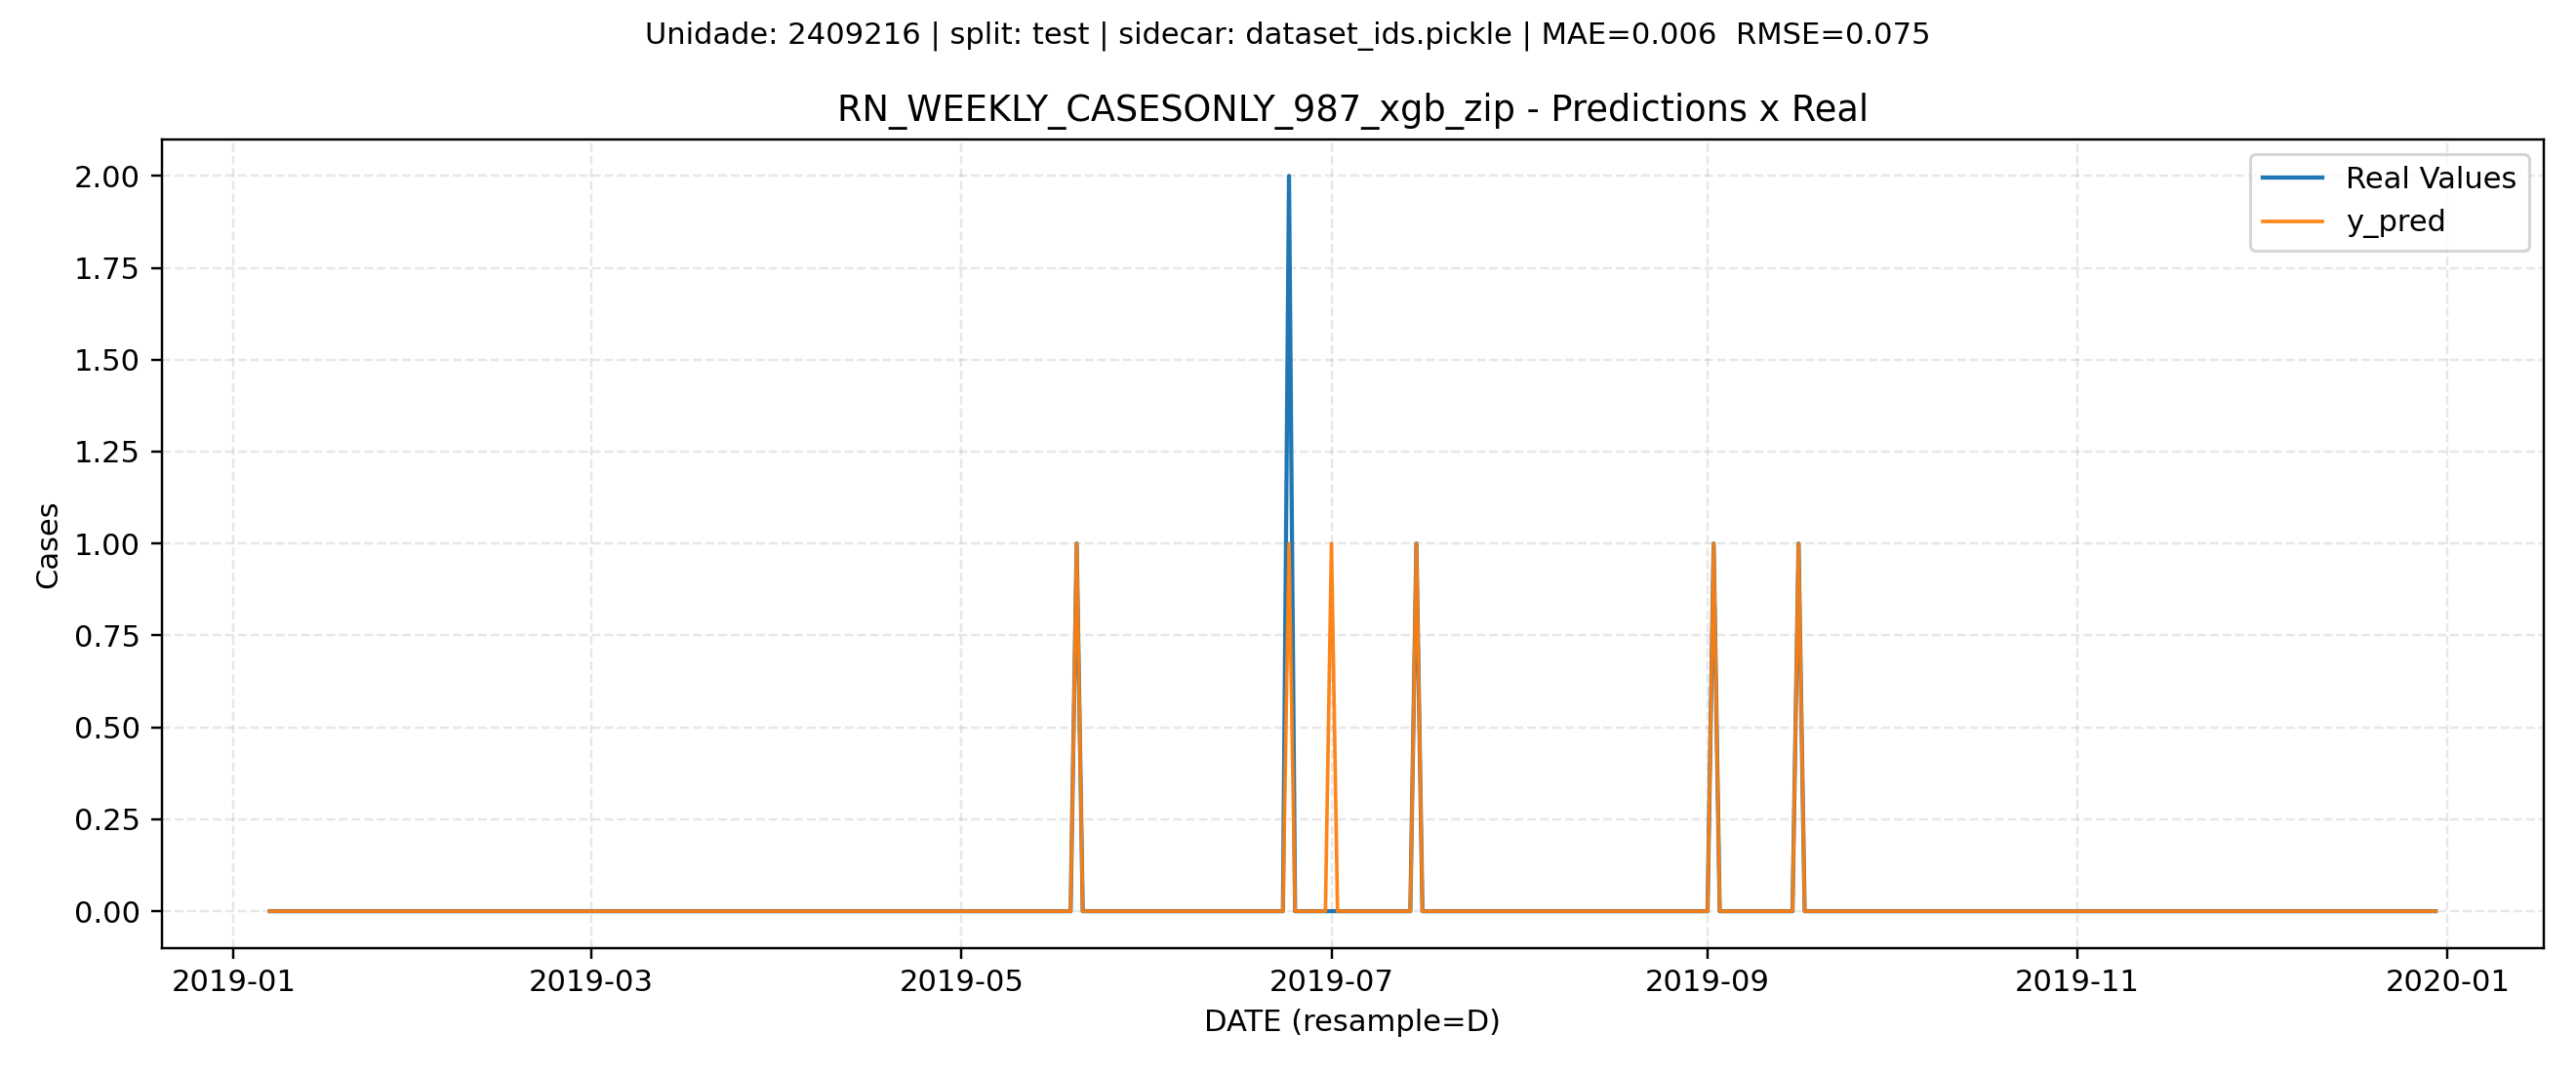 Unidade: 2409216 | split: test | sidecar: dataset_ids.pickle | MAE=0.006  RMSE=0.075
RN_WEEKLY_CASESONLY_987_xgb_zip - Predictions x Real
Real Values
y_pred
Cases
2.00
1.75
1.50
1.25
1.00
0.75
0.50
0.25
0.00
2019-01 2019-03 2019-05 2019-07 2019-09 2019-11 2020-01
DATE (resample=D)